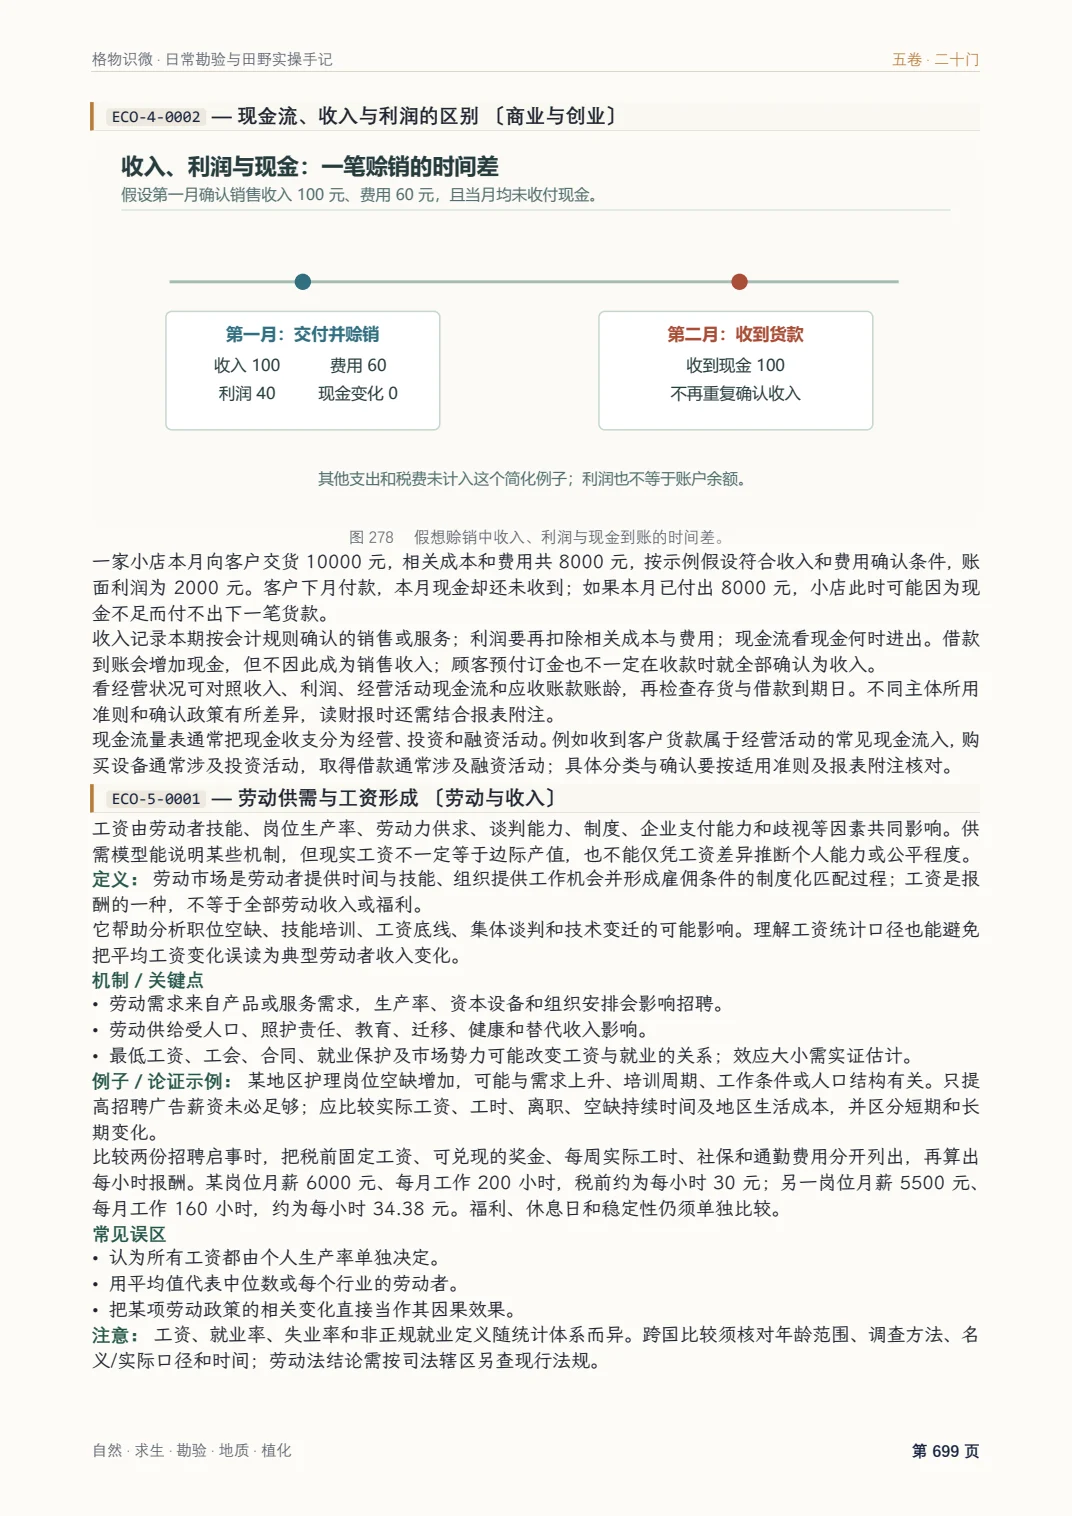 格物识微 · 日常勘验与田野实操手记
五卷 · 二十门
ECO-4-0002 — 现金流、收入与利润的区别 〔商业与创业〕
收入、利润与现金：一笔赊销的时间差
假设第一月确认销售收入 100 元、费用 60 元，且当月均未收付现金。
第一月：交付并赊销
收入 100 费用 60
利润 40 现金变化 0
第二月：收到货款
收到现金 100
不再重复确认收入
其他支出和税费未计入这个简化例子；利润也不等于账户余额。
图 278 假想赊销中收入、利润与现金到账的时间差。
一家小店本月向客户交货 10000 元，相关成本和费用共 8000 元，按示例假设符合收入和费用确认条件，账
面利润为 2000 元。客户下月付款，本月现金却还未收到；如果本月已付出 8000 元，小店此时可能因为现
金不足而付不出下一笔货款。
收入记录本期按会计规则确认的销售或服务；利润要再扣除相关成本与费用；现金流看现金何时进出。借款
到账会增加现金，但不因此成为销售收入；顾客预付订金也不一定在收款时就全部确认为收入。
看经营状况可对照收入、利润、经营活动现金流和应收账款账龄，再检查存货与借款到期日。不同主体所用
准则和确认政策有所差异，读财报时还需结合报表附注。
现金流量表通常把现金收支分为经营、投资和融资活动。例如收到客户货款属于经营活动的常见现金流入，购
买设备通常涉及投资活动，取得借款通常涉及融资活动；具体分类与确认要按适用准则及报表附注核对。
ECO-5-0001 — 劳动供需与工资形成 〔劳动与收入〕
工资由劳动者技能、岗位生产率、劳动力供求、谈判能力、制度、企业支付能力和歧视等因素共同影响。供
需模型能说明某些机制，但现实工资不一定等于边际产值，也不能仅凭工资差异推断个人能力或公平程度。
定义： 劳动市场是劳动者提供时间与技能、组织提供工作机会并形成雇佣条件的制度化匹配过程；工资是报
酬的一种，不等于全部劳动收入或福利。
它帮助分析职位空缺、技能培训、工资底线、集体谈判和技术变迁的可能影响。理解工资统计口径也能避免
把平均工资变化误读为典型劳动者收入变化。
机制 / 关键点
• 劳动需求来自产品或服务需求，生产率、资本设备和组织安排会影响招聘。
• 劳动供给受人口、照护责任、教育、迁移、健康和替代收入影响。
• 最低工资、工会、合同、就业保护及市场势力可能改变工资与就业的关系；效应大小需实证估计。
例子 / 论证示例： 某地区护理岗位空缺增加，可能与需求上升、培训周期、工作条件或人口结构有关。只提
高招聘广告薪资未必足够；应比较实际工资、工时、离职、空缺持续时间及地区生活成本，并区分短期和长
期变化。
比较两份招聘启事时，把税前固定工资、可兑现的奖金、每周实际工时、社保和通勤费用分开列出，再算出
每小时报酬。某岗位月薪 6000 元、每月工作 200 小时，税前约为每小时 30 元；另一岗位月薪 5500 元、
每月工作 160 小时，约为每小时 34.38 元。福利、休息日和稳定性仍须单独比较。
常见误区
• 认为所有工资都由个人生产率单独决定。
• 用平均值代表中位数或每个行业的劳动者。
• 把某项劳动政策的相关变化直接当作其因果效果。
注意： 工资、就业率、失业率和非正规就业定义随统计体系而异。跨国比较须核对年龄范围、调查方法、名
义/实际口径和时间；劳动法结论需按司法辖区另查现行法规。
自然 · 求生 · 勘验 · 地质 · 植化
第 699 页